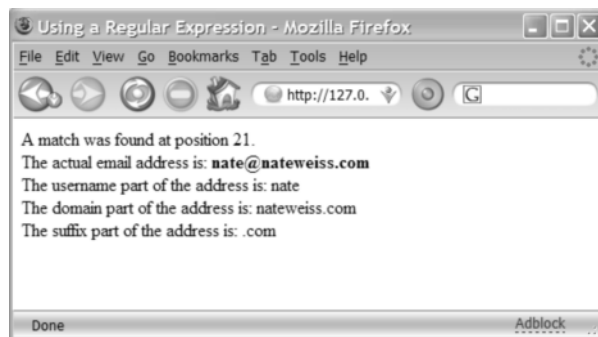 Using a Regular Expression - Mozilla Firefox
File Edit View Go Bookmarks Tab Tools Help
http://127.0. G
A match was found at position 21.
The actual email address is: nate@nateweiss.com
The username part of the address is: nate
The domain part of the address is: nateweiss.com
The suffix part of the address is: .com
Done Adblock